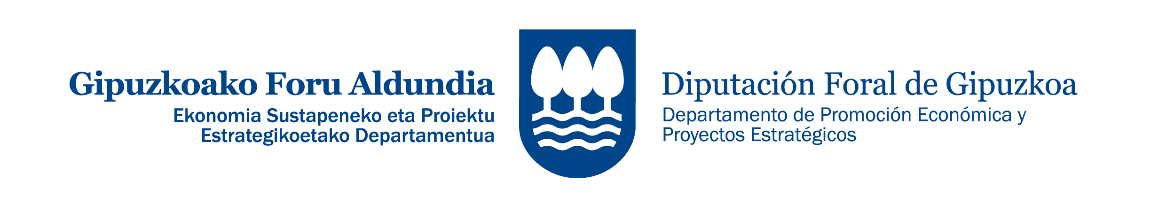 Gipuzkoako Foru Aldundia
Ekonomia Sustapeneko eta Proiektu
Estrategikoetako Departamentua
Diputación Foral de Gipuzkoa
Departamento de Promoción Económica y
Proyectos Estratégicos